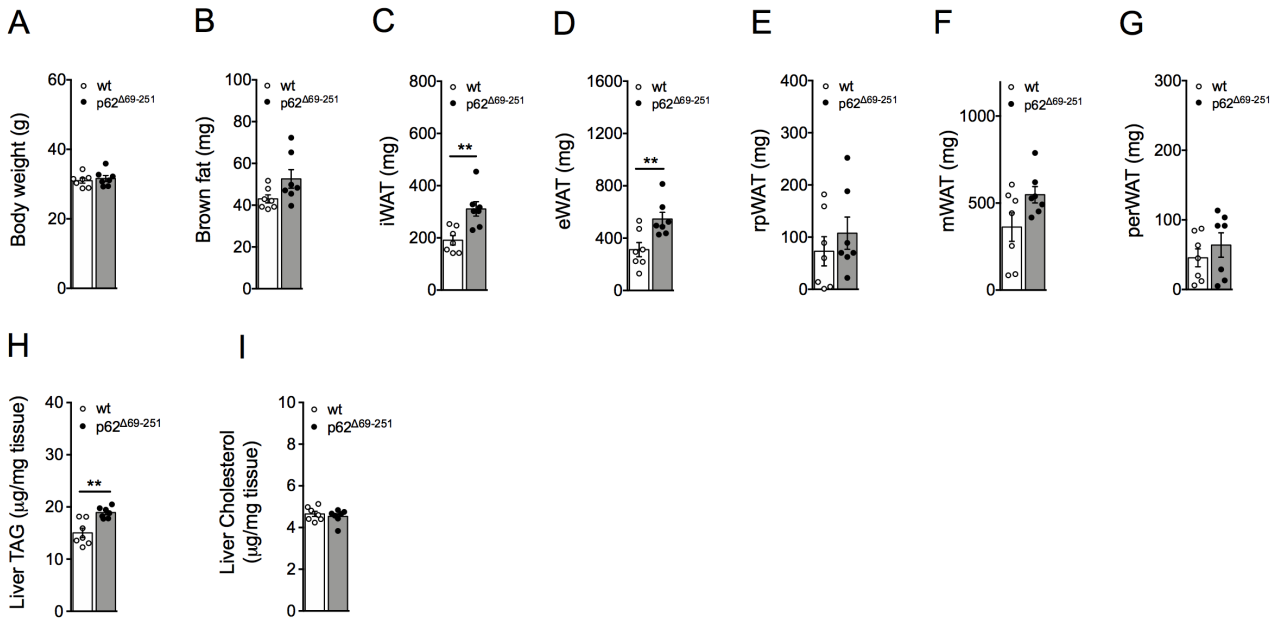 A
B
C
D
E
F
G
Body weight (g)
60
40
20
0
wt
p62Δ69-251
Brown fat (mg)
100
80
60
40
20
0
wt
p62Δ69-251
iWAT (mg)
800
600
400
200
0
wt
p62Δ69-251
**
eWAT (mg)
1600
1200
800
400
0
wt
p62Δ69-251
**
rpWAT (mg)
400
300
200
100
0
wt
p62Δ69-251
mWAT (mg)
1000
500
0
wt
p62Δ69-251
perWAT (mg)
300
200
100
0
wt
p62Δ69-251
H
I
Liver TAG (μg/mg tissue)
40
30
20
10
0
wt
p62Δ69-251
**
Liver Cholesterol
(μg/mg tissue)
10
8
6
4
2
0
wt
p62Δ69-251